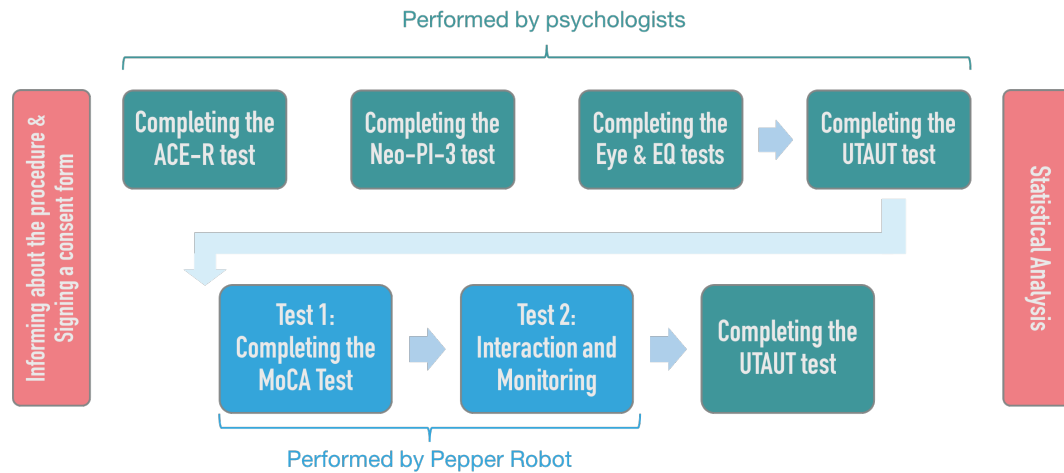 Performed by psychologists
Informing about the procedure &
Signing a consent form
Completing the
ACE-R test
Completing the
Neo-PI-3 test
Completing the
Eye & EQ tests
Completing the
UTAUT test
Test 1:
Completing the
MoCA Test
Test 2:
Interaction and
Monitoring
Completing the
UTAUT test
Performed by Pepper Robot
Statistical Analysis